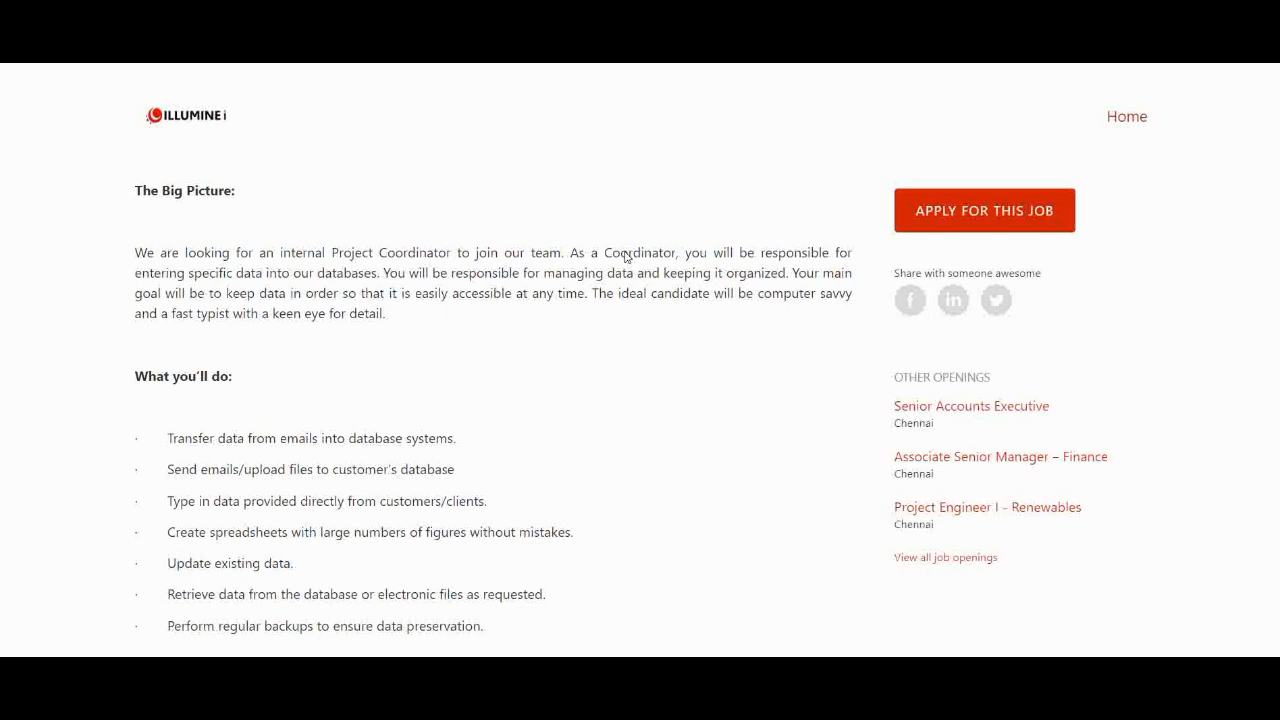 ILLUMINE i
Home
The Big Picture:
We are looking for an internal Project Coordinator to join our team. As a Coordinator, you will be responsible for
entering specific data into our databases. You will be responsible for managing data and keeping it organized. Your main
goal will be to keep data in order so that it is easily accessible at any time. The ideal candidate will be computer savvy
and a fast typist with a keen eye for detail.
What you'll do:
· Transfer data from emails into database systems.
· Send emails/upload files to customer's database
· Type in data provided directly from customers/clients.
· Create spreadsheets with large numbers of figures without mistakes.
· Update existing data.
· Retrieve data from the database or electronic files as requested.
· Perform regular backups to ensure data preservation.
APPLY FOR THIS JOB
Share with someone awesome
f in
OTHER OPENINGS
Senior Accounts Executive
Chennai
Associate Senior Manager – Finance
Chennai
Project Engineer I - Renewables
Chennai
View all job openings